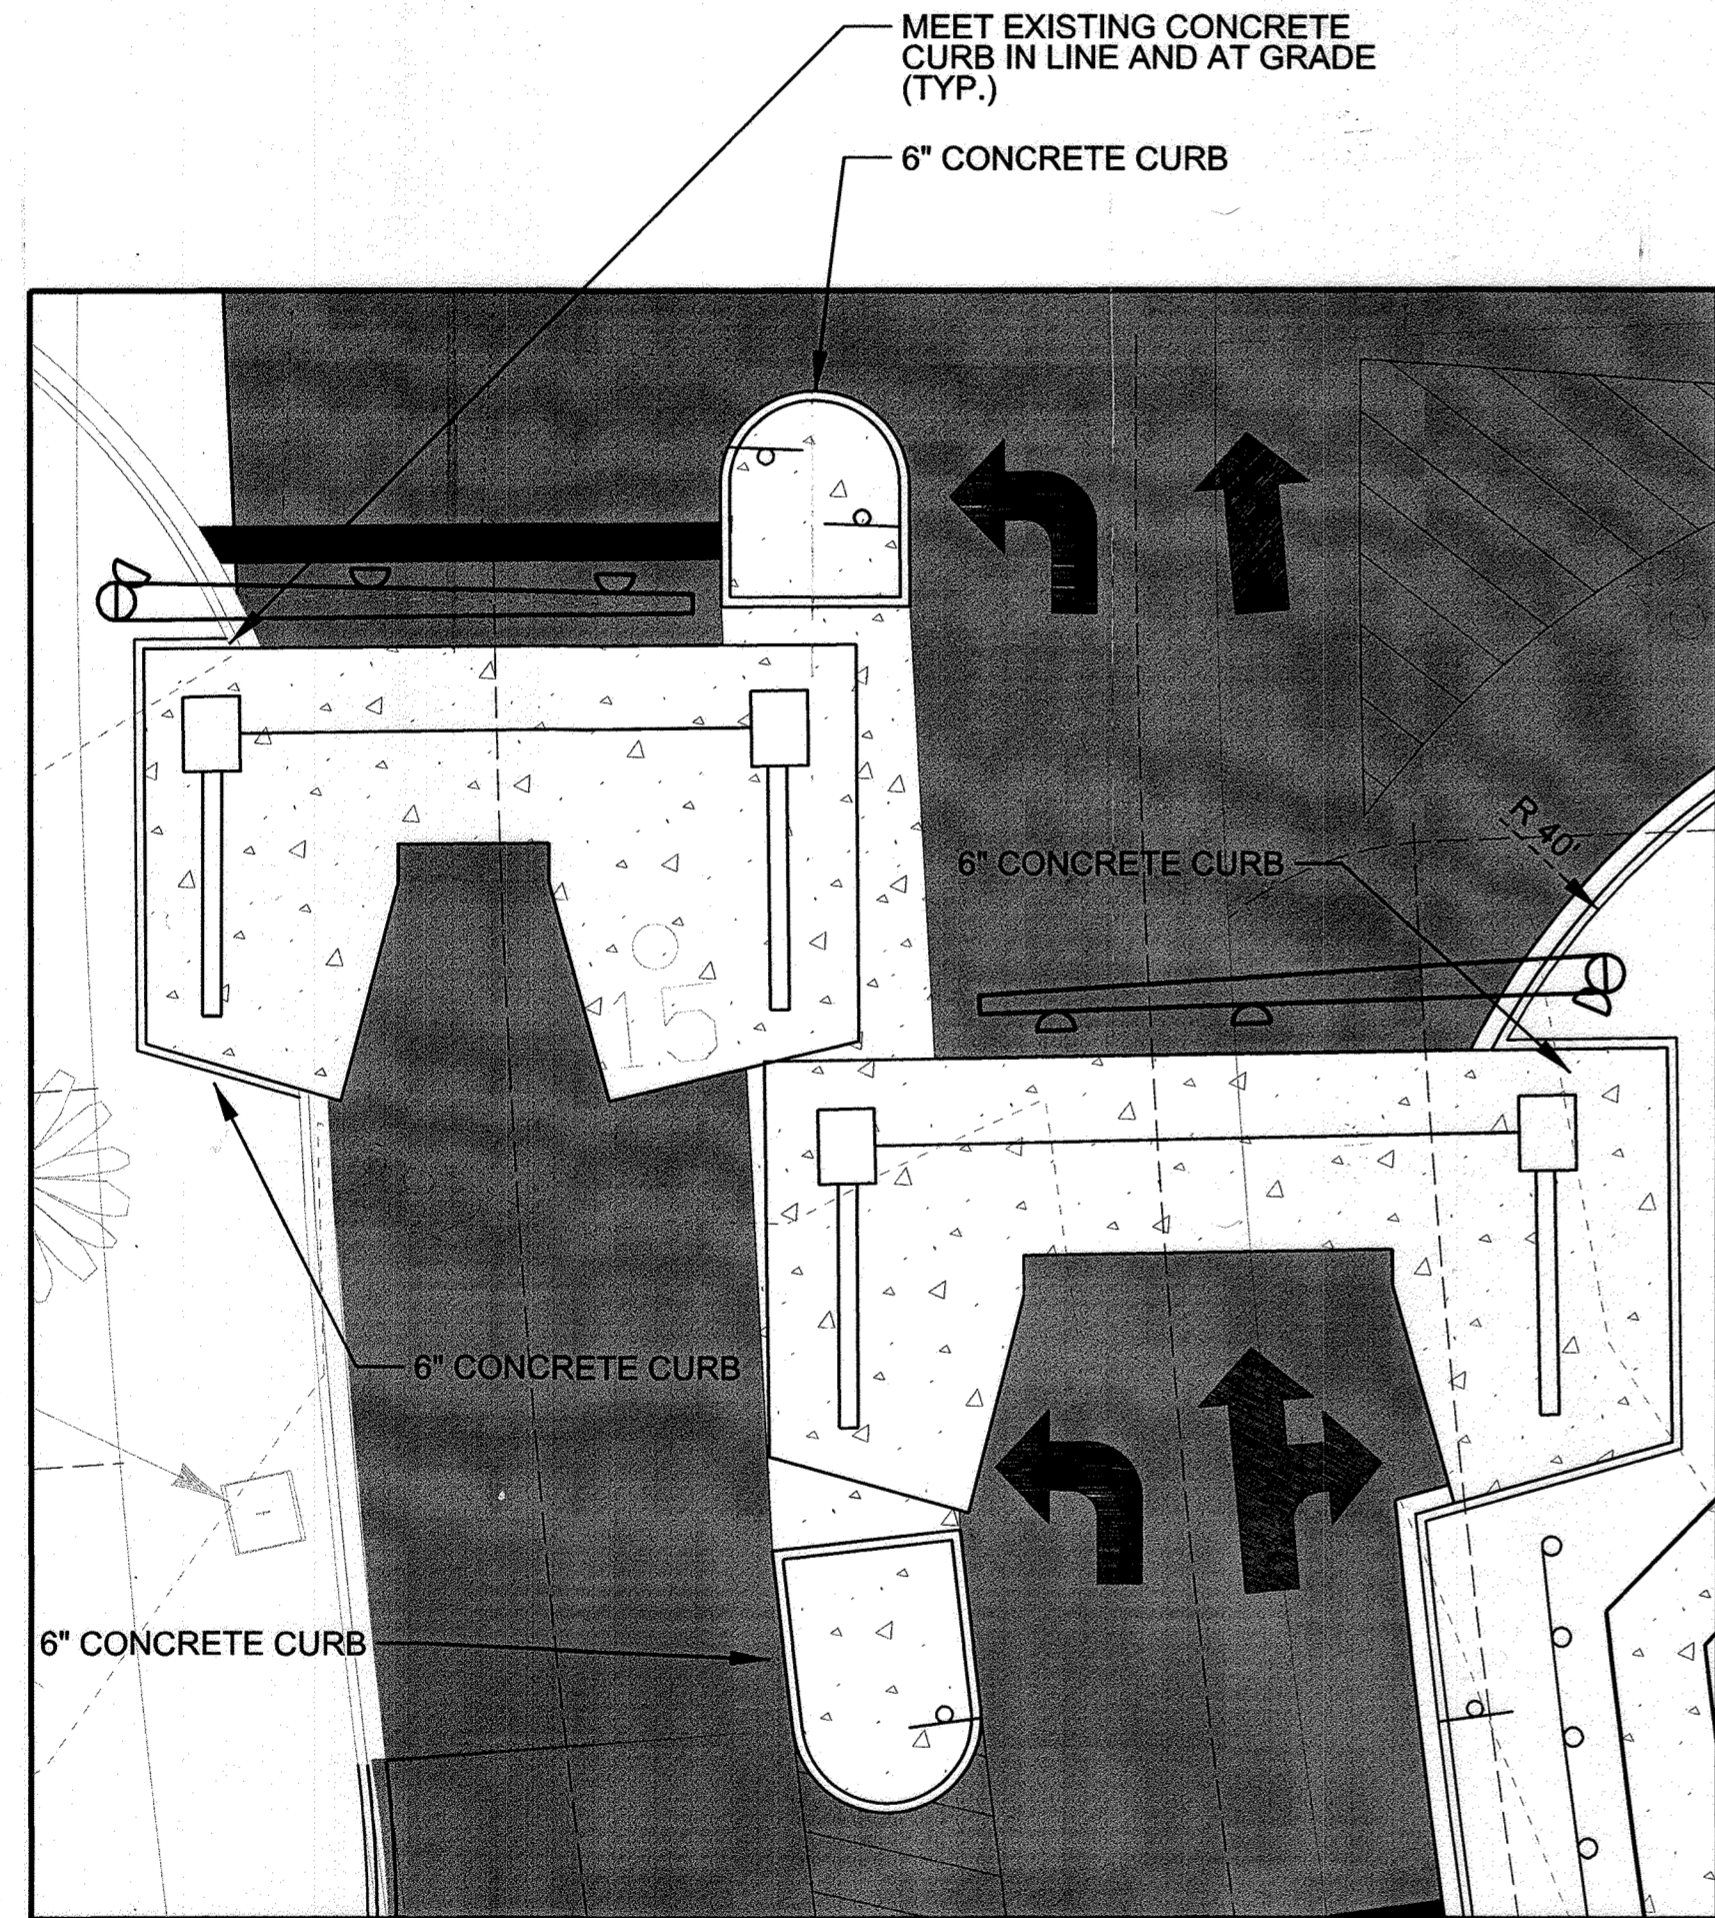 MEET EXISTING CONCRETE
CURB IN LINE AND AT GRADE
(TYP.)
6" CONCRETE CURB
R 40'
6" CONCRETE CURB
15
6" CONCRETE CURB
6" CONCRETE CURB